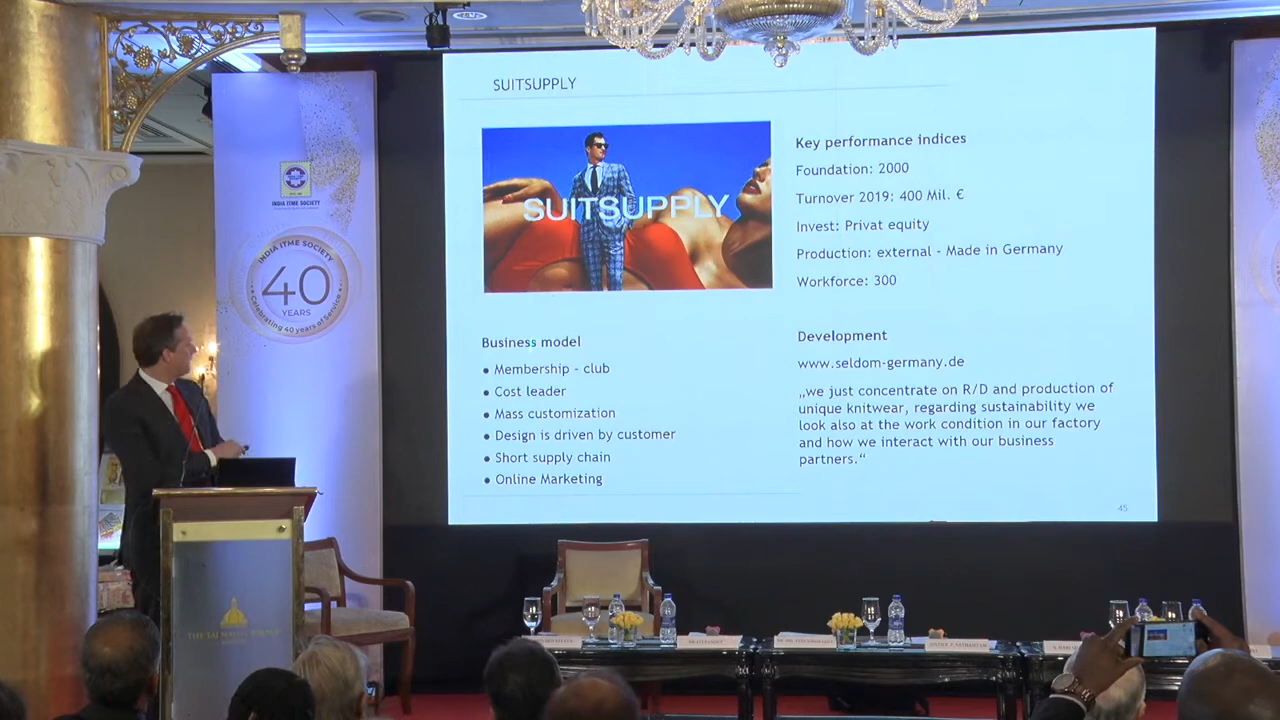 SUITSUPPLY
SUITSUPPLY
Key performance indices
Foundation: 2000
Turnover 2019: 400 Mil. €
Invest: Privat equity
Production: external - Made in Germany
Workforce: 300
Business model
• Membership - club
• Cost leader
• Mass customization
• Design is driven by customer
• Short supply chain
• Online Marketing
Development
www.seldom-germany.de
„we just concentrate on R/D and production of
unique knitwear, regarding sustainability we
look also at the work condition in our factory
and how we interact with our business
partners.“
45
INDIA ITME SOCIETY
INDIA ITME SOCIETY
40
YEARS
Celebrating 40 years of Service